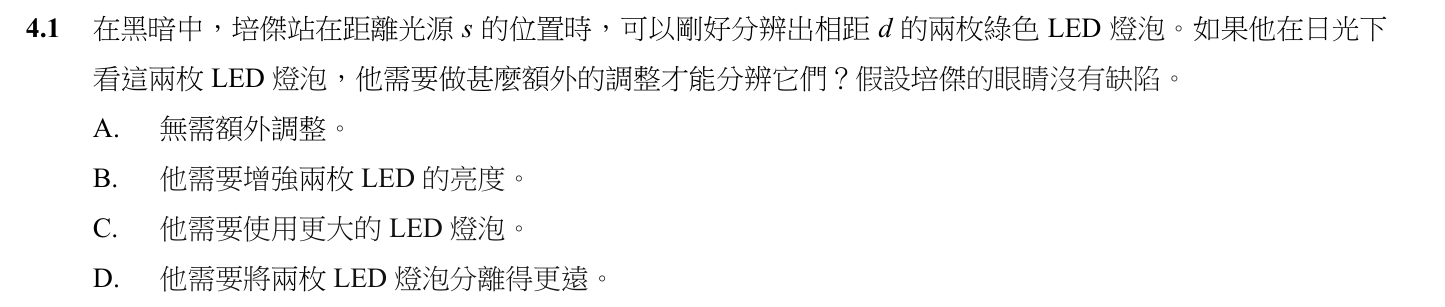 4.1 在黑暗中，培傑站在距離光源 s 的位置時，可以剛好分辨出相距 d 的兩枚綠色 LED 燈泡。如果他在日光下
看這兩枚 LED 燈泡，他需要做甚麼額外的調整才能分辨它們？假設培傑的眼睛沒有缺陷。
A. 無需額外調整。
B. 他需要增強兩枚 LED 的亮度。
C. 他需要使用更大的 LED 燈泡。
D. 他需要將兩枚 LED 燈泡分離得更遠。